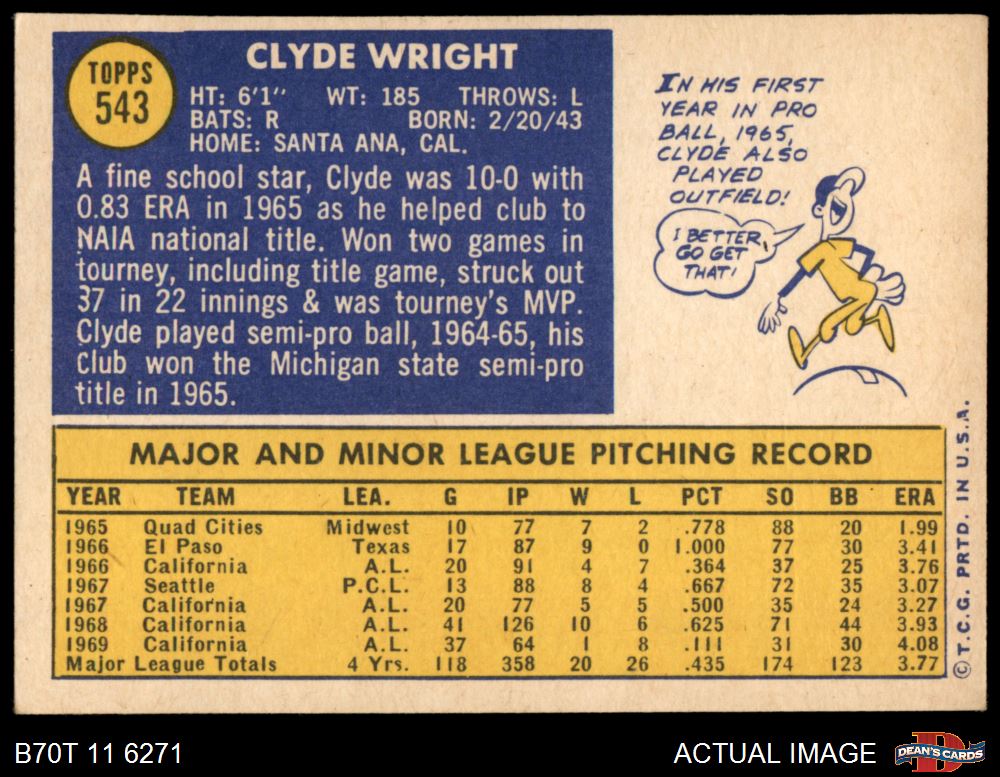 TOPPS
543
CLYDE WRIGHT
HT: 6'1" WT: 185 THROWS: L
BATS: R BORN: 2/20/43
HOME: SANTA ANA, CAL.
A fine school star, Clyde was 10-0 with
0.83 ERA in 1965 as he helped club to
NAIA national title. Won two games in
tourney, including title game, struck out
37 in 22 innings & was tourney's MVP.
Clyde played semi-pro ball, 1964-65, his
club won the Michigan state semi-pro
title in 1965.
IN HIS FIRST
YEAR IN PRO
BALL, 1965,
CLYDE ALSO
PLAYED
OUTFIELD!
I BETTER
GO GET
THAT!
MAJOR AND MINOR LEAGUE PITCHING RECORD
YEAR TEAM LEA. G IP W L PCT SO BB ERA
1965 Quad Cities Midwest 10 77 7 2 .778 88 20 1.99
1966 El Paso Texas 17 87 9 0 1.000 77 30 3.41
1966 California A.L. 20 91 4 7 .364 37 25 3.76
1967 Seattle P.C.L. 13 88 8 4 .667 72 35 3.07
1967 California A.L. 20 77 5 5 .500 35 24 3.27
1968 California A.L. 41 126 10 6 .625 71 44 3.93
1969 California A.L. 37 64 1 8 .111 31 30 4.08
Major League Totals 4 Yrs. 118 358 20 26 .435 174 123 3.77
© T.C.G. PRTD. IN U.S.A.
B70T 11 6271
ACTUAL IMAGE
DEAN'S CARDS